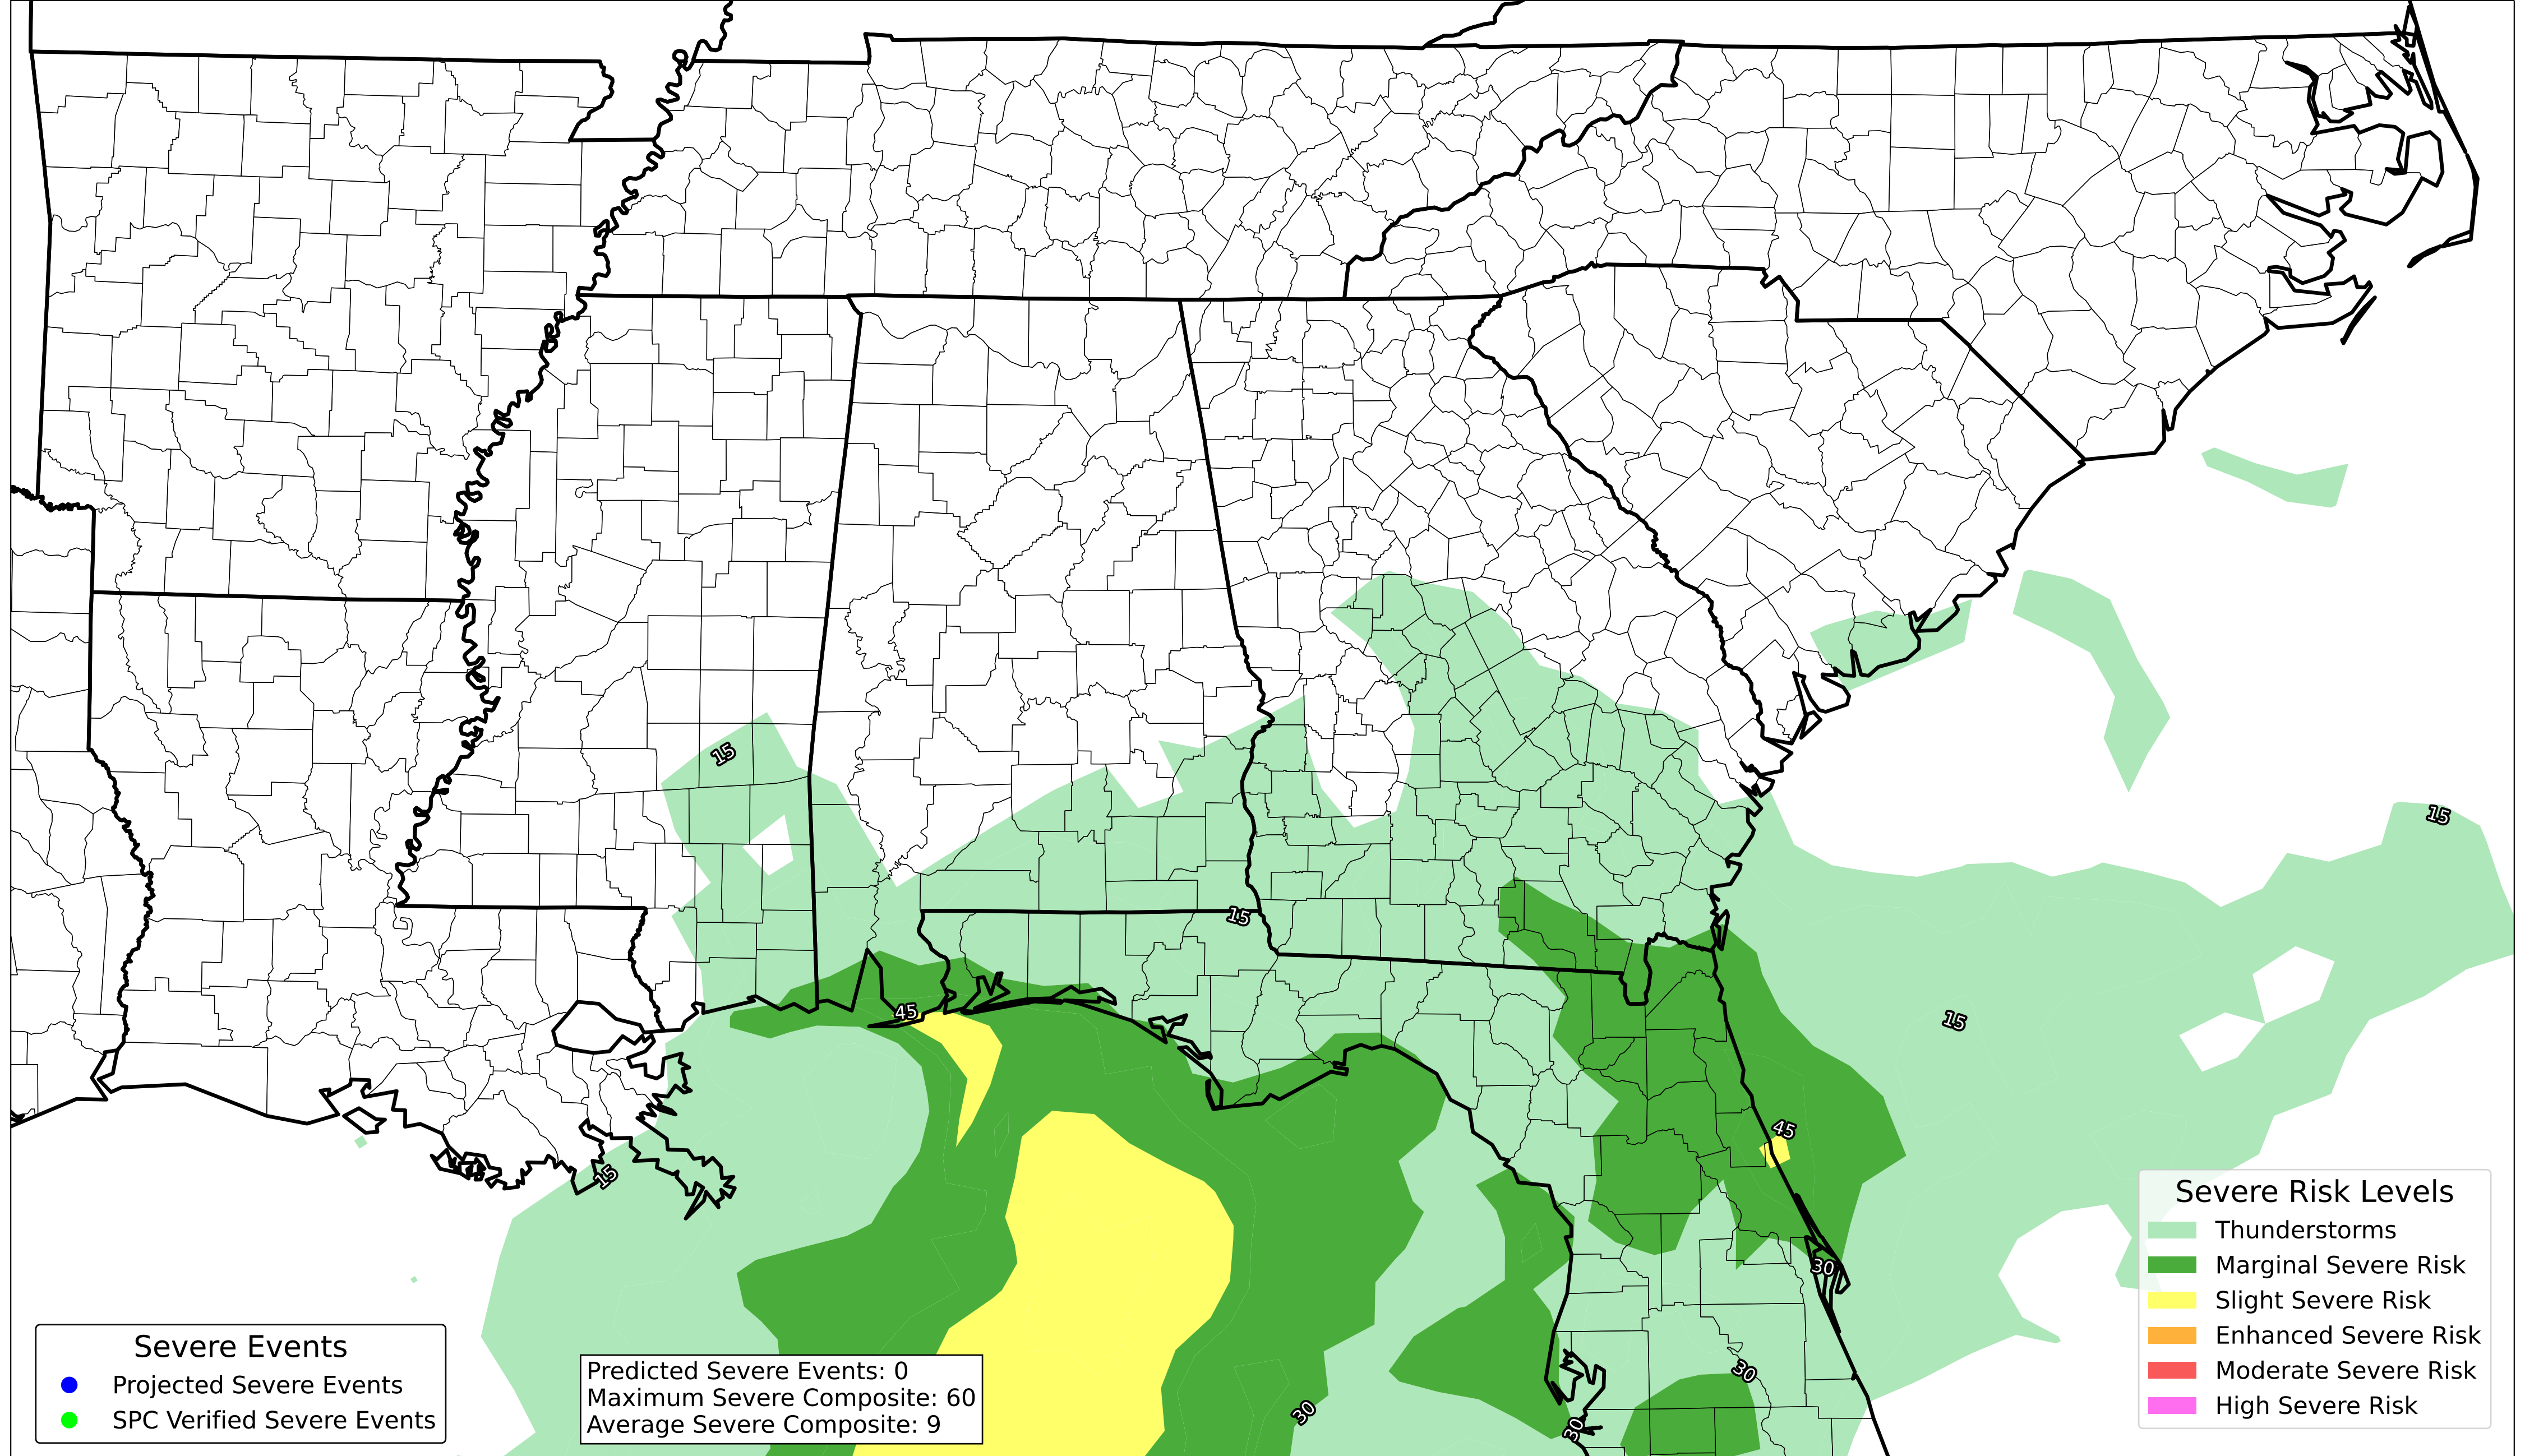 15
15
15
45
15
45
15
30
30
30
30
Severe Risk Levels
Thunderstorms
Marginal Severe Risk
Slight Severe Risk
Enhanced Severe Risk
Moderate Severe Risk
High Severe Risk
Severe Events
Projected Severe Events
SPC Verified Severe Events
Predicted Severe Events: 0
Maximum Severe Composite: 60
Average Severe Composite: 9